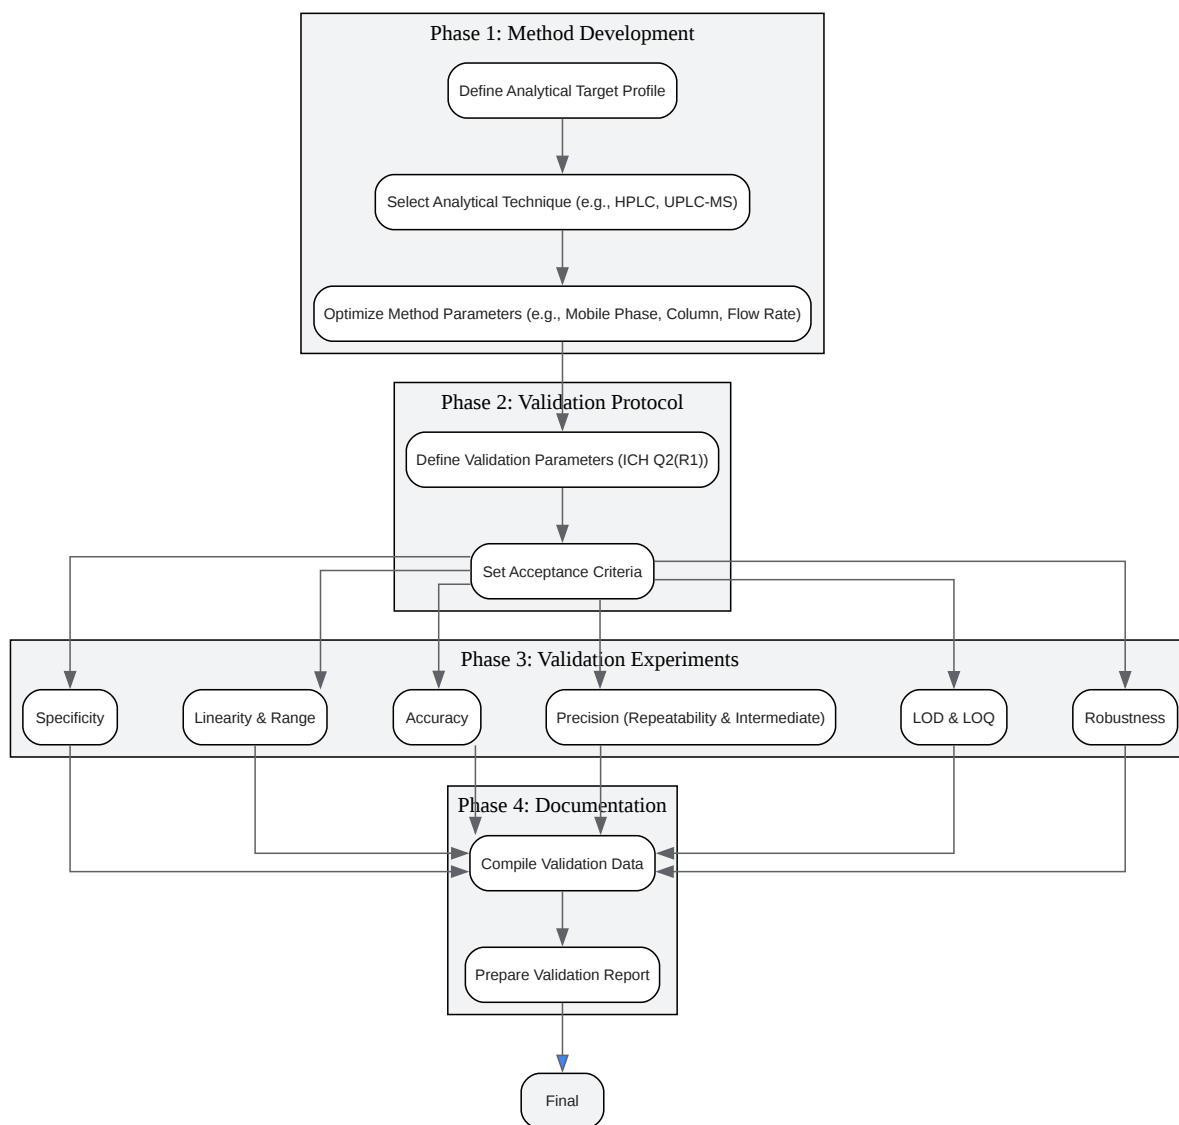 Phase 1: Method Development
Define Analytical Target Profile
Select Analytical Technique (e.g., HPLC, UPLC-MS)
Optimize Method Parameters (e.g., Mobile Phase, Column, Flow Rate)
Phase 2: Validation Protocol
Define Validation Parameters (ICH Q2(R1))
Set Acceptance Criteria
Phase 3: Validation Experiments
Specificity
Linearity & Range
Accuracy
Precision (Repeatability & Intermediate)
LOD & LOQ
Robustness
Phase 4: Documentation
Compile Validation Data
Prepare Validation Report
Final